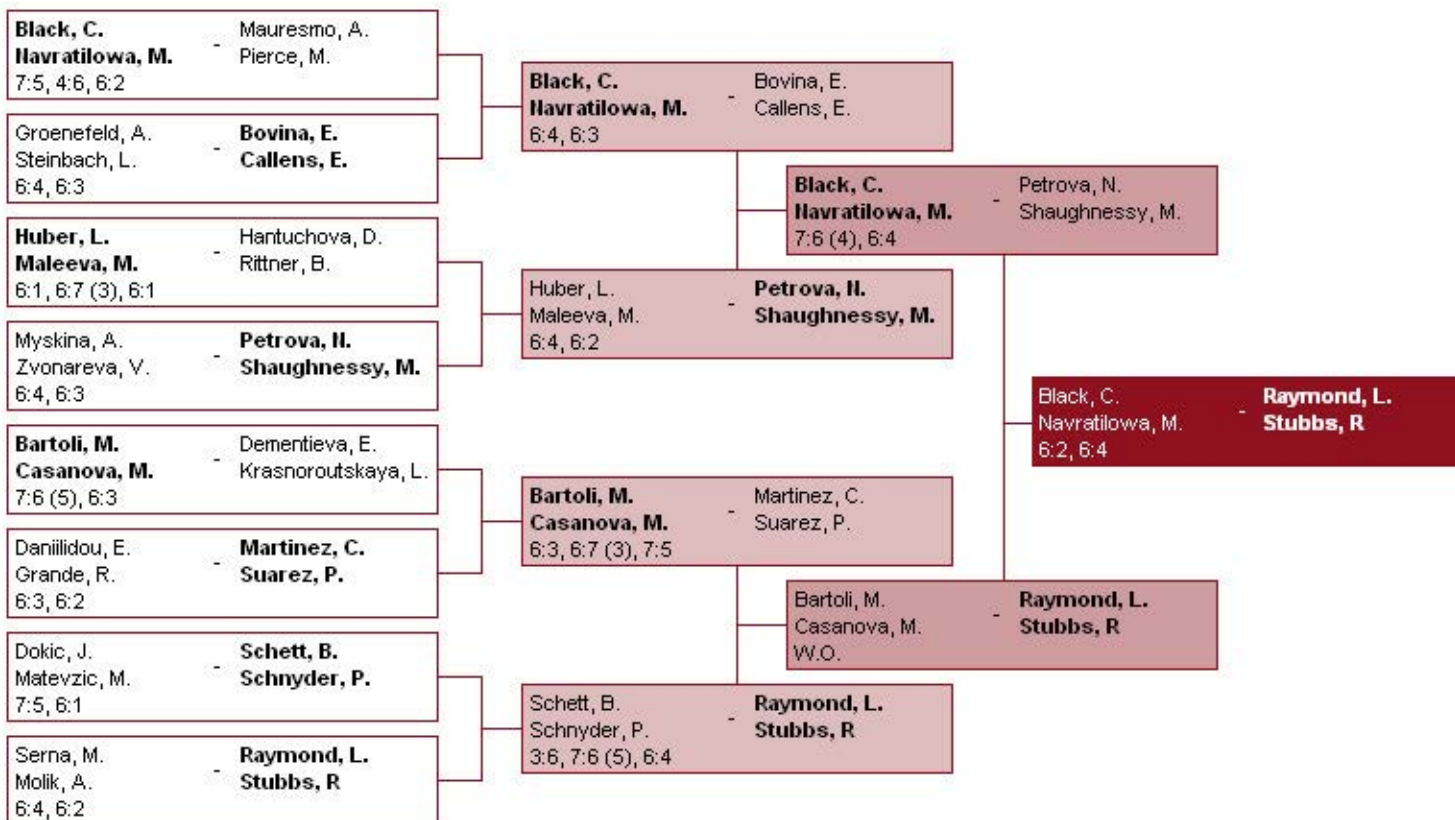 Black, C. - Mauresmo, A.
Navratilowa, M. Pierce, M.
7:5, 4:6, 6:2
Groenefeld, A. - Bovina, E.
Steinbach, L. Callens, E.
6:4, 6:3
Huber, L. - Hantuchova, D.
Maleeva, M. Rittner, B.
6:1, 6:7 (3), 6:1
Myskina, A. - Petrova, N.
Zvonareva, V. Shaughnessy, M.
6:4, 6:3
Bartoli, M. - Dementieva, E.
Casanova, M. Krasnoroutskaya, L.
7:6 (5), 6:3
Daniilidou, E. - Martinez, C.
Grande, R. Suarez, P.
6:3, 6:2
Dokic, J. - Schett, B.
Matevzic, M. Schnyder, P.
7:5, 6:1
Serna, M. - Raymond, L.
Molik, A. Stubbs, R
6:4, 6:2
Black, C. - Bovina, E.
Navratilowa, M. Callens, E.
6:4, 6:3
Huber, L. - Petrova, N.
Maleeva, M. Shaughnessy, M.
6:4, 6:2
Bartoli, M. - Martinez, C.
Casanova, M. Suarez, P.
6:3, 6:7 (3), 7:5
Schett, B. - Raymond, L.
Schnyder, P. Stubbs, R
3:6, 7:6 (5), 6:4
Black, C. - Petrova, N.
Navratilowa, M. Shaughnessy, M.
7:6 (4), 6:4
Bartoli, M. - Raymond, L.
Casanova, M. Stubbs, R
W.O.
Black, C. - Raymond, L.
Navratilowa, M. Stubbs, R
6:2, 6:4